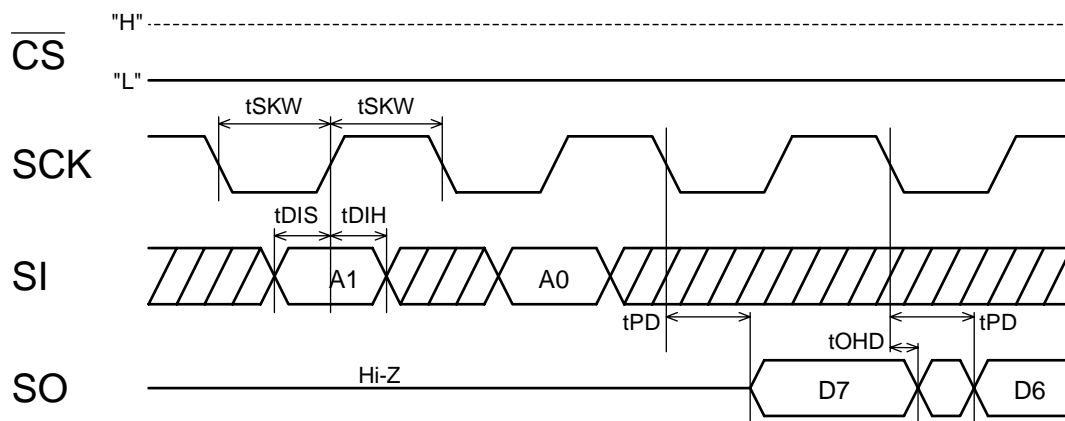 "H"
CS
"L"
tSKW tSKW
SCK
tDIS tDIH
SI A1 A0
tPD tPD
tOHD
Hi-Z
SO D7 D6